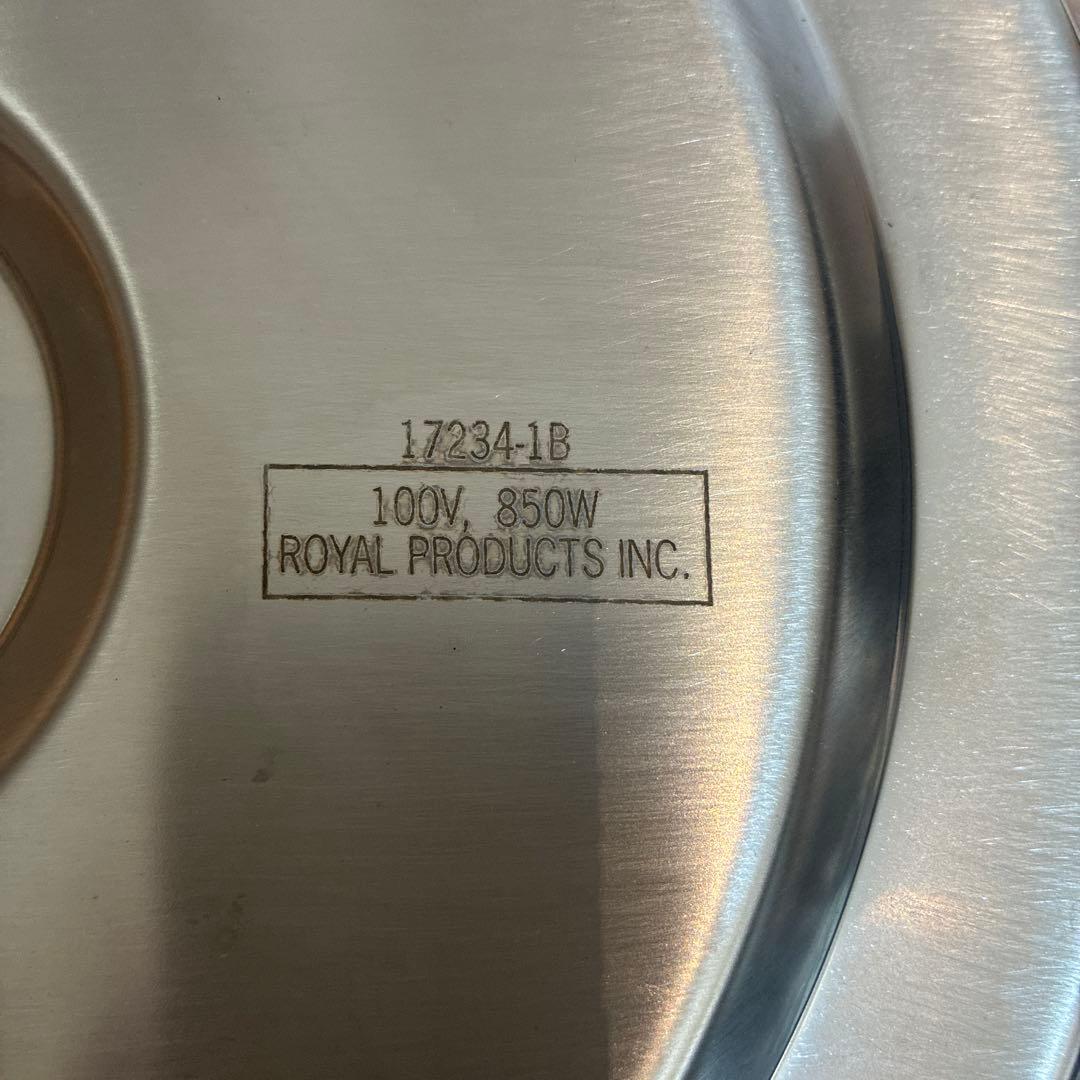 17234-1B
100V, 850W
ROYAL PRODUCTS INC.